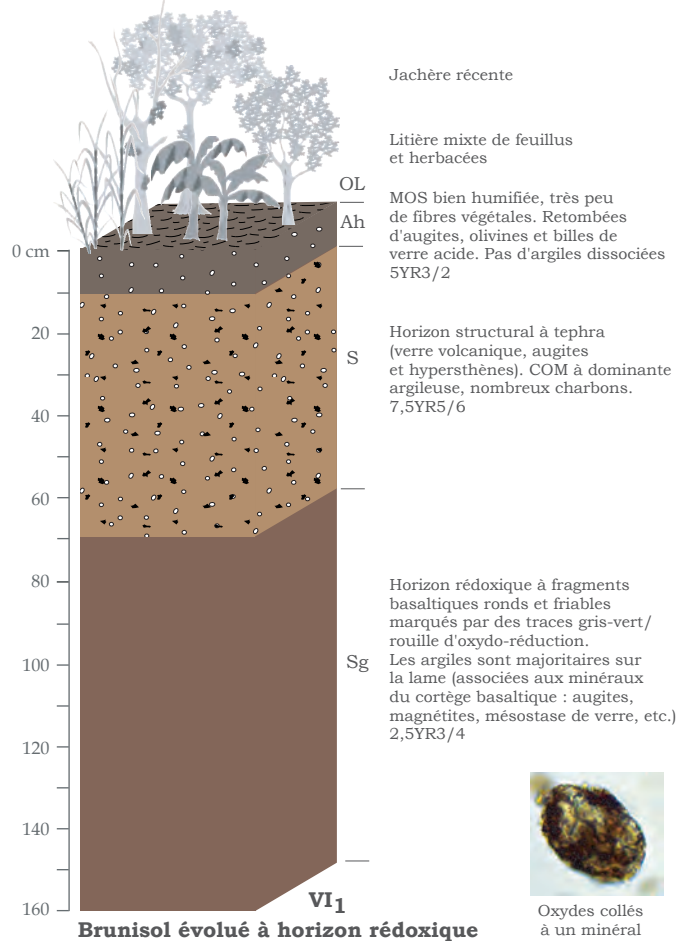 Jachère récente
Litière mixte de feuillus
et herbacées
OL
MOS bien humifiée, très peu
de fibres végétales. Retombées
d'augites, olivines et billes de
verre acide. Pas d'argiles dissociées
5YR3/2
Ah
0 cm
20
Horizon structural à tephra
(verre volcanique, augites
et hypersthènes). COM à dominante
argileuse, nombreux charbons.
7,5YR5/6
S
40
60
80
Horizon rédoxique à fragments
basaltiques ronds et friables
marqués par des traces gris-vert/
rouille d'oxydo-réduction.
Les argiles sont majoritaires sur
la lame (associées aux minéraux
du cortège basaltique : augites,
magnétites, mésostase de verre, etc.)
2,5YR3/4
Sg
100
120
140
160
VI1
Brunisol évolué à horizon rédoxique
Oxydes collés
à un minéral